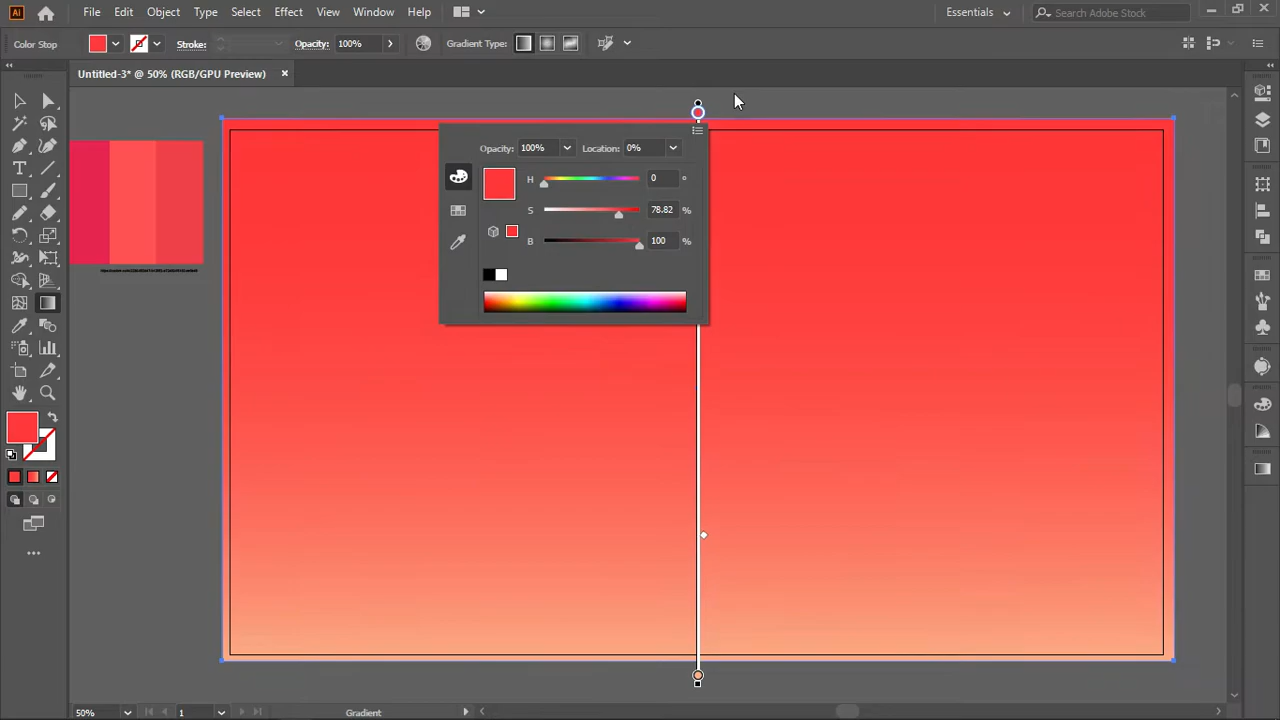 Ai File Edit Object Type Select Effect View Window Help Essentials Search Adobe Stock
Color Stop Stroke: Opacity: 100% Gradient Type:
Untitled-3* @ 50% (RGB/GPU Preview)
Opacity: 100% Location: 0%
H 0 °
S 78.82 %
B 100 %
50% 1 Gradient